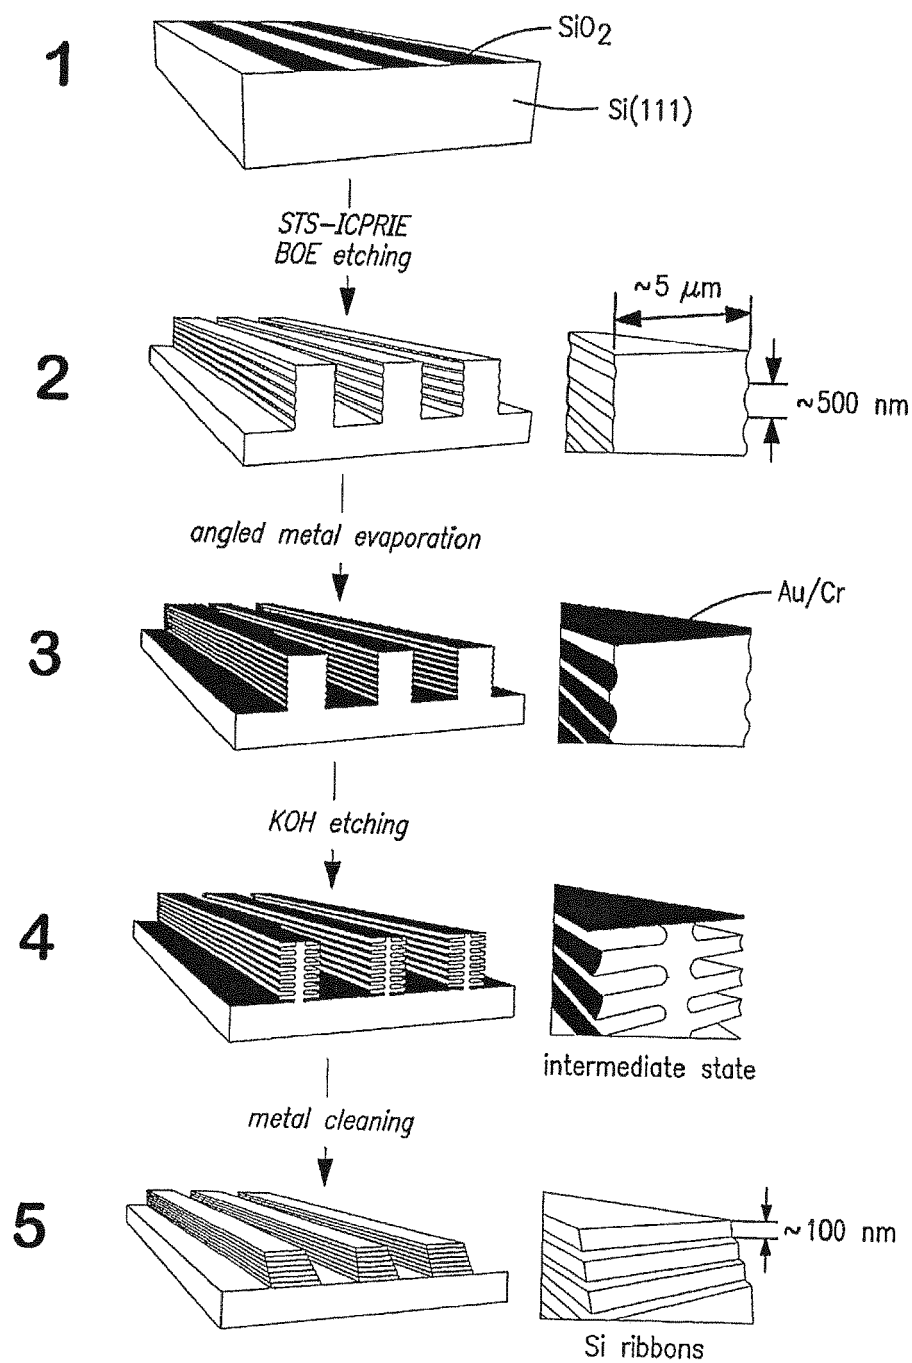 1
SiO2
Si(111)
STS-ICPRIE
BOE etching
2
~5 μm
~500 nm
angled metal evaporation
3
Au/Cr
KOH etching
4
intermediate state
metal cleaning
5
~100 nm
Si ribbons